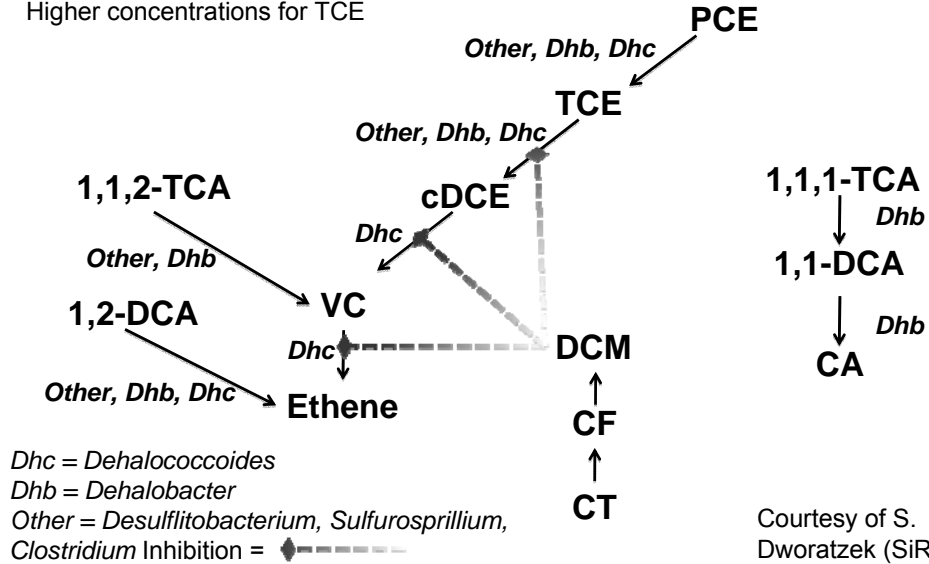 Higher concentrations for TCE
PCE
Other, Dhb, Dhc
TCE
Other, Dhb, Dhc
cDCE
Dhc
1,1,2-TCA
Other, Dhb
VC
1,2-DCA
Dhc
Other, Dhb, Dhc
Ethene
DCM
CF
CT
1,1,1-TCA
Dhb
1,1-DCA
Dhb
CA
Dhc = Dehalococcoides
Dhb = Dehalobacter
Other = Desulflitobacterium, Sulfurosprillium,
Clostridium Inhibition =
Courtesy of S.
Dworatzek (SiR